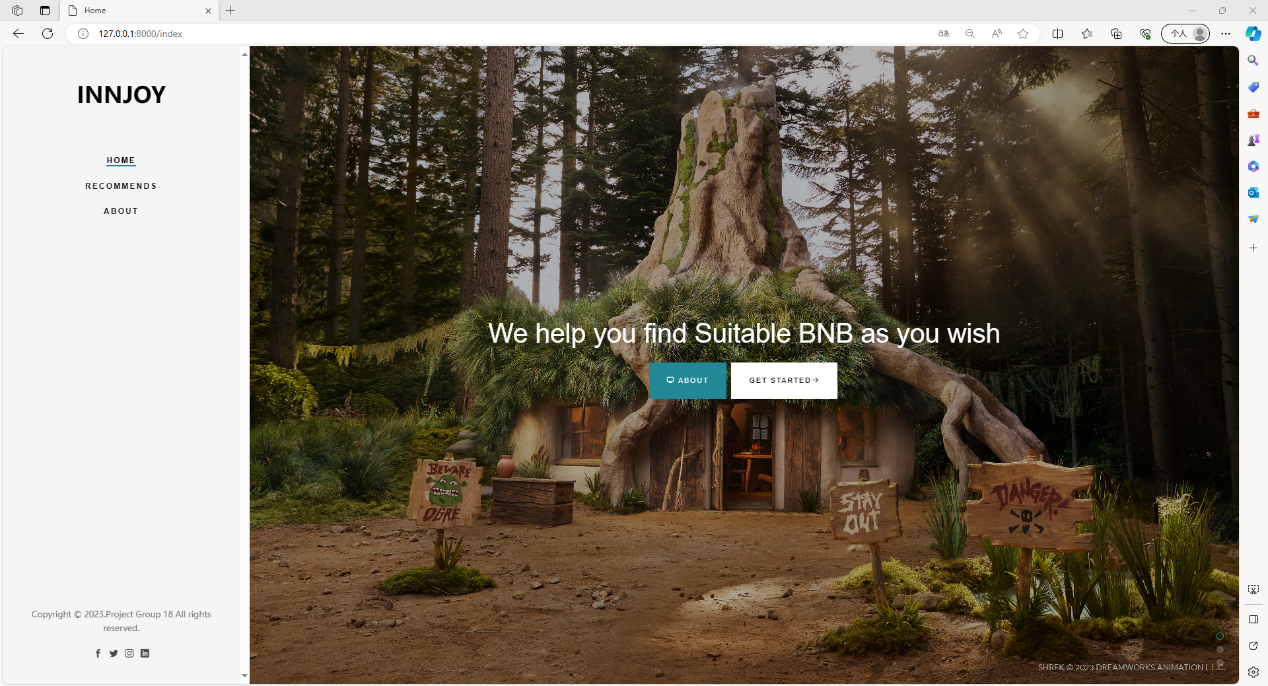 Home
127.0.0.1:8000/index
aあ
A
个人
INNJOY
HOME
RECOMMENDS
ABOUT
We help you find Suitable BNB as you wish
ABOUT
GET STARTED→
BEWARE
OGRE
STAY
OUT
DANGER!
Copyright © 2023.Project Group 18 All rights
reserved.
SHREK © 2023 DREAMWORKS ANIMATION L.L.C.